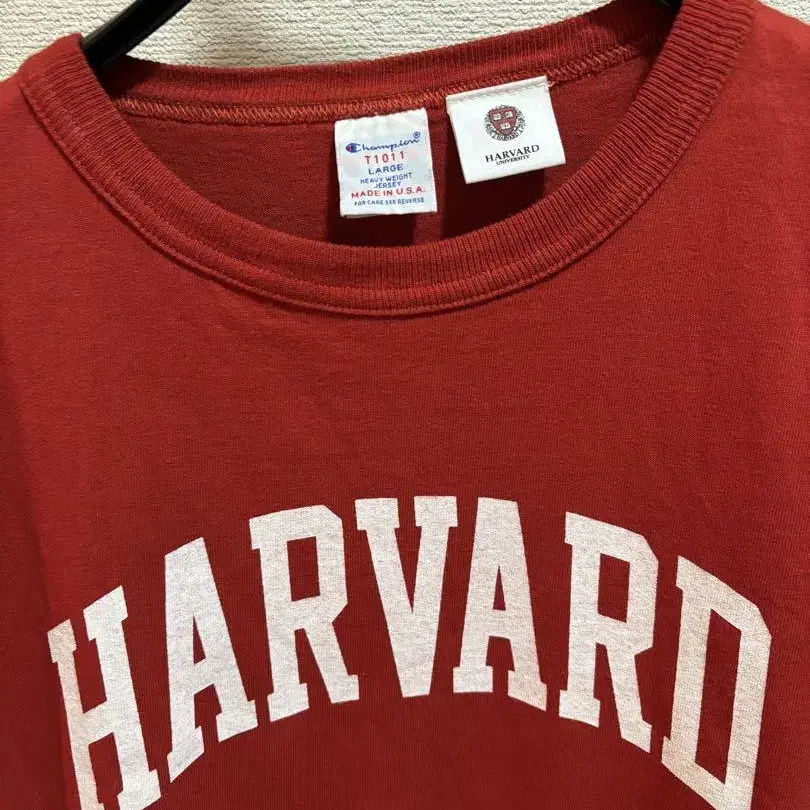 Champion®
T1011
LARGE
HEAVY WEIGHT
JERSEY
MADE IN U.S.A.
FOR CARE SEE REVERSE
HARVARD
UNIVERSITY
HARVARD